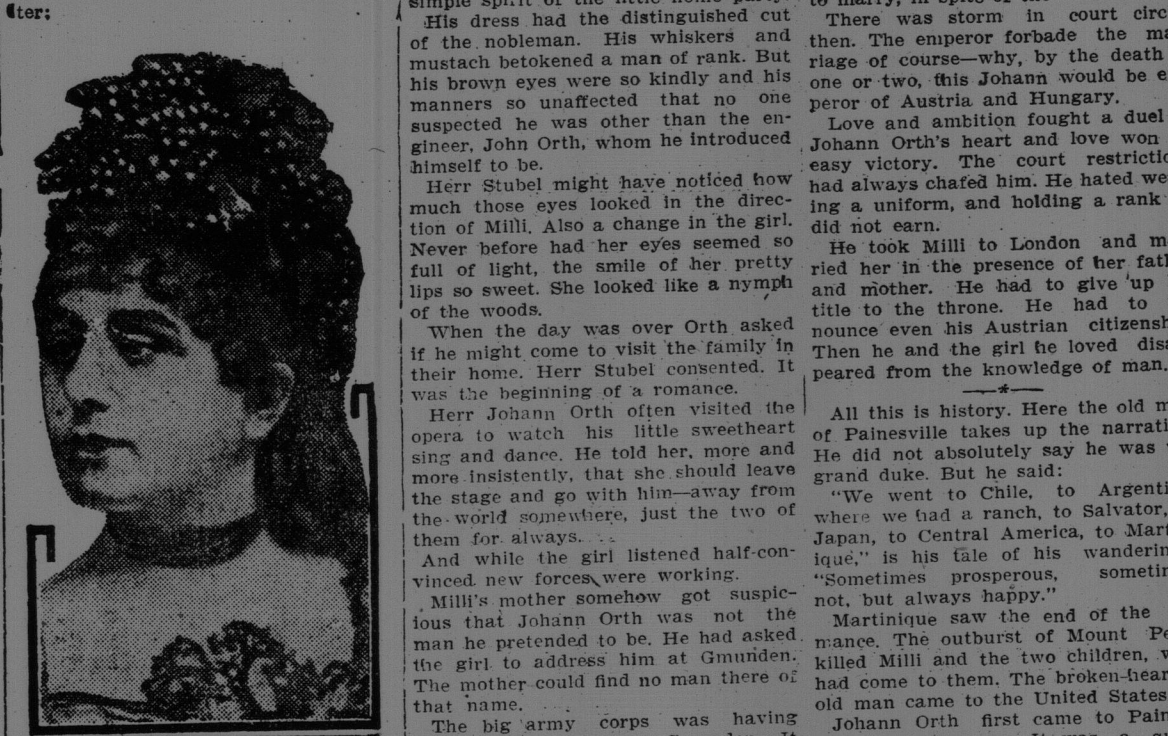 ter:
His dress had the distinguished cut
of the nobleman. His whiskers and
mustach betokened a man of rank. But
his brown eyes were so kindly and his
manners so unaffected that no one
suspected he was other than the en-
gineer, John Orth, whom he introduced
himself to be.
Herr Stubel might have noticed how
much those eyes looked in the direc-
tion of Milli. Also a change in the girl.
Never before had her eyes seemed so
full of light, the smile of her pretty
lips so sweet. She looked like a nymph
of the woods.
When the day was over Orth asked
if he might come to visit the family in
their home. Herr Stubel consented. It
was the beginning of a romance.
Herr Johann Orth often visited the
opera to watch his little sweetheart
sing and dance. He told her, more and
more insistently, that she should leave
the stage and go with him—away from
the world somewhere, just the two of
them for always.
And while the girl listened half-con-
vinced new forces were working.
Milli's mother somehow got suspic-
ious that Johann Orth was not the
man he pretended to be. He had asked
the girl to address him at Gmunden.
The mother could find no man there of
that name.
The big army corps was having
There was storm in court circ
then. The emperor forbade the ma
riage of course—why, by the death
one or two, this Johann would be e
peror of Austria and Hungary.
Love and ambition fought a duel
Johann Orth's heart and love won
easy victory. The court restrictio
had always chafed him. He hated we
ing a uniform, and holding a rank
did not earn.
He took Milli to London and m
ried her in the presence of her fath
and mother. He had to give up
title to the throne. He had to
nounce even his Austrian citizensh
Then he and the girl he loved disa
peared from the knowledge of man.
—*—
All this is history. Here the old m
of Painesville takes up the narrati
He did not absolutely say he was
grand duke. But he said:
"We went to Chile, to Argenti
where we had a ranch, to Salvator,
Japan, to Central America, to Mart
ique," is his tale of his wanderin
"Sometimes prosperous, sometin
not, but always happy."
Martinique saw the end of the
mance. The outburst of Mount Pe
killed Milli and the two children, w
had come to them. The broken-hear
old man came to the United States
Johann Orth first came to Pain